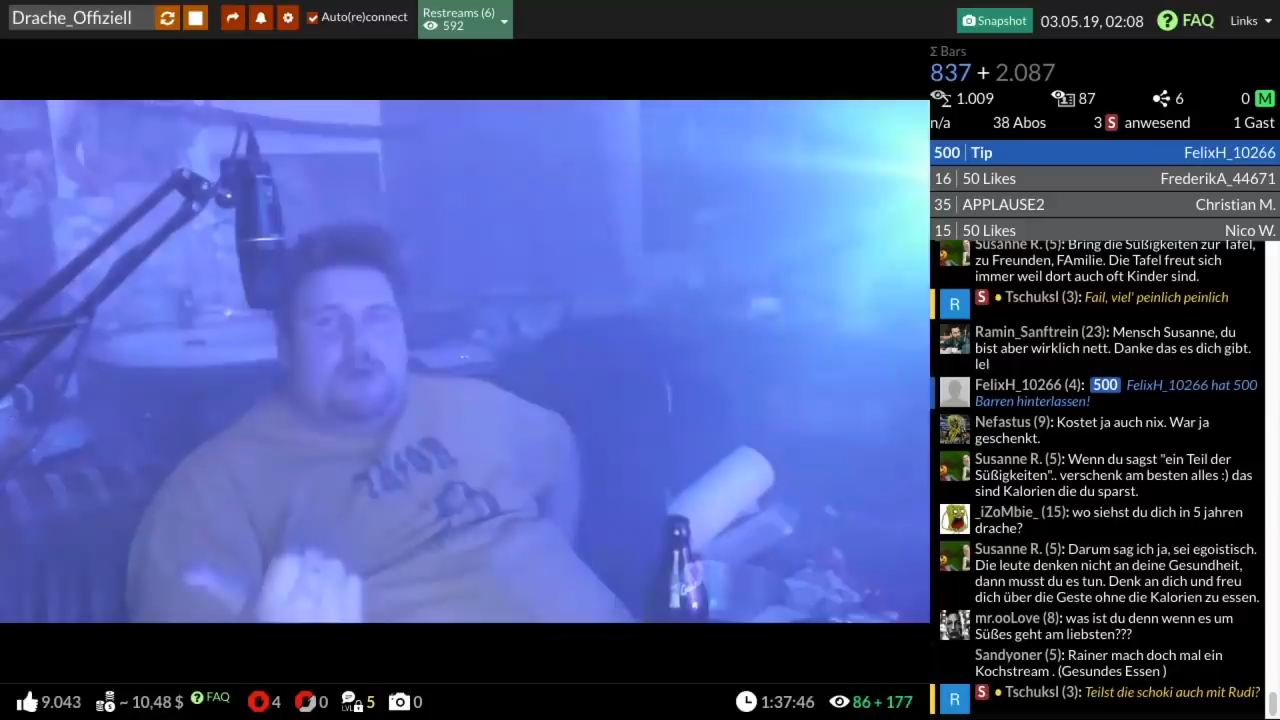 Drache_Offiziell
Auto(re)connect
Restreams (6)
592
Snapshot
03.05.19, 02:08
FAQ
Links
Σ Bars
837 + 2.087
Σ 1.009
87
6
0 M
n/a
38 Abos
3 S anwesend
1 Gast
500 Tip FelixH_10266
16 50 Likes FrederikA_44671
35 APPLAUSE2 Christian M.
15 50 Likes Nico W.
Susanne R. (5): Bring die Süßigkeiten zur Tafel,
zu Freunden, FAmilie. Die Tafel freut sich
immer weil dort auch oft Kinder sind.
R S Tschuksl (3): Fail, viel' peinlich peinlich
Ramin_Sanftrein (23): Mensch Susanne, du
bist aber wirklich nett. Danke das es dich gibt.
lel
FelixH_10266 (4): 500 FelixH_10266 hat 500
Barren hinterlassen!
Nefastus (9): Kostet ja auch nix. War ja
geschenkt.
Susanne R. (5): Wenn du sagst "ein Teil der
Süßigkeiten".. verschenk am besten alles :) das
sind Kalorien die du sparst.
_iZoMbie_ (15): wo siehst du dich in 5 jahren
drache?
Susanne R. (5): Darum sag ich ja, sei egoistisch.
Die leute denken nicht an deine Gesundheit,
dann musst du es tun. Denk an dich und freu
dich über die Geste ohne die Kalorien zu essen.
mr.ooLove (8): was ist du denn wenn es um
Süßes geht am liebsten???
Sandyoner (5): Rainer mach doch mal ein
Kochstream . (Gesundes Essen )
R S Tschuksl (3): Teilst die schoki auch mit Rudi?
9.043
~ 10,48 $
FAQ
4
0
LVL 5
0
1:37:46
86 + 177